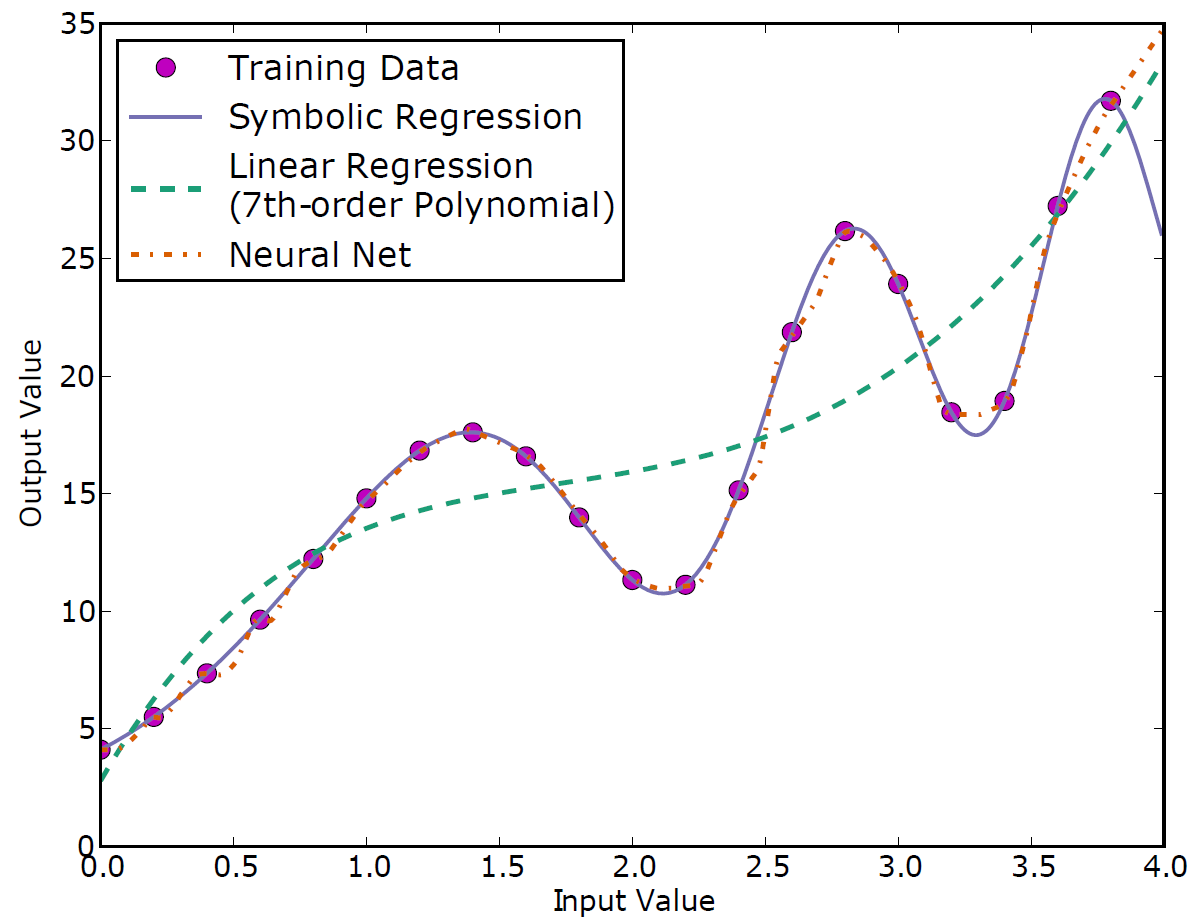 35
30
25
20
15
10
5
0
Output Value
Training Data
Symbolic Regression
Linear Regression
(7th-order Polynomial)
Neural Net
0.0 0.5 1.0 1.5 2.0 2.5 3.0 3.5 4.0
Input Value